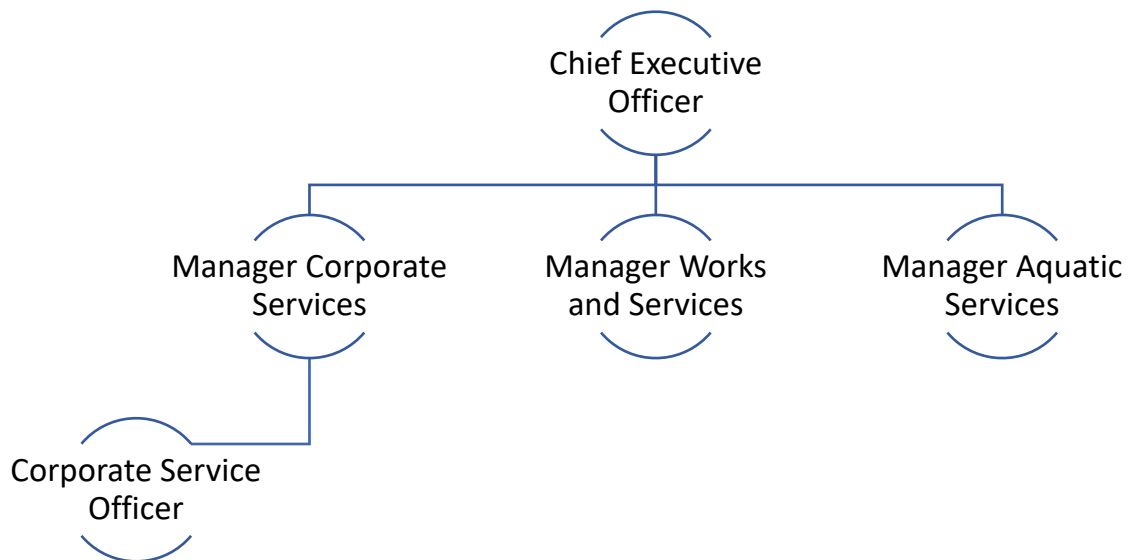 Chief Executive
Officer
Manager Corporate
Services
Manager Works
and Services
Manager Aquatic
Services
Corporate Service
Officer